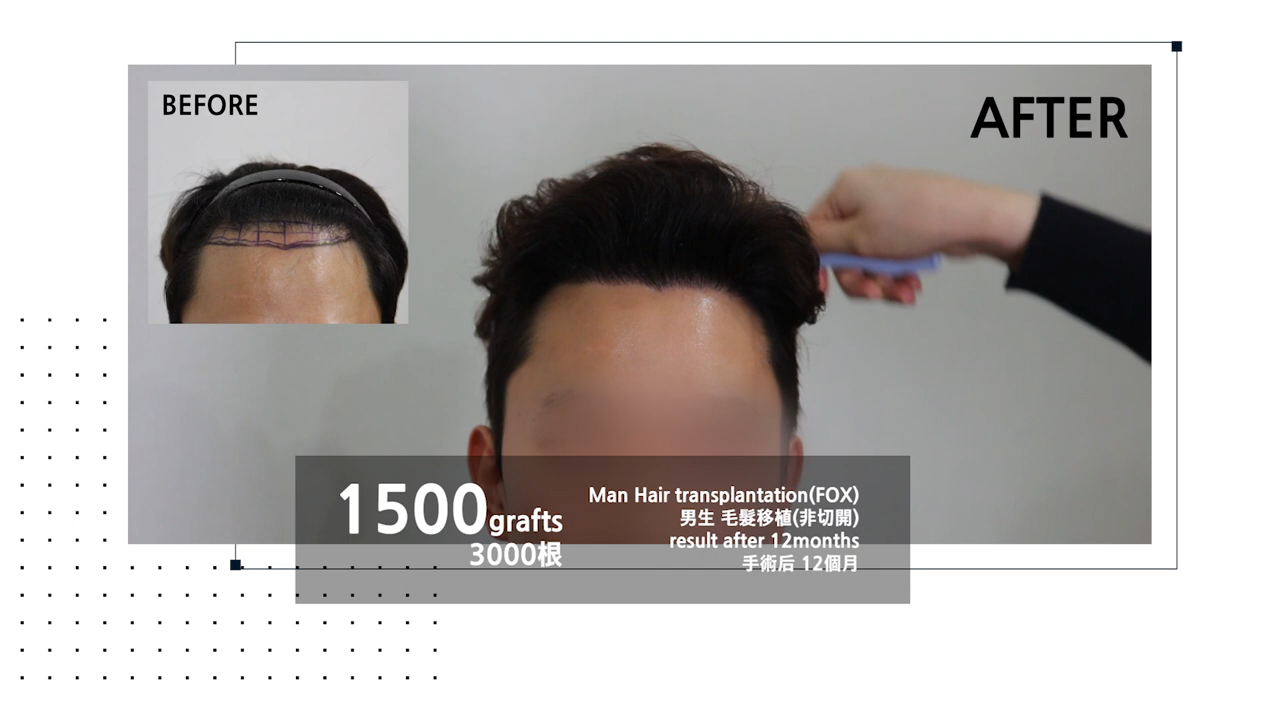 BEFORE
AFTER
1500grafts
3000根
Man Hair transplantation(FOX)
男生 毛髮移植(非切開)
result after 12months
手術后 12個月